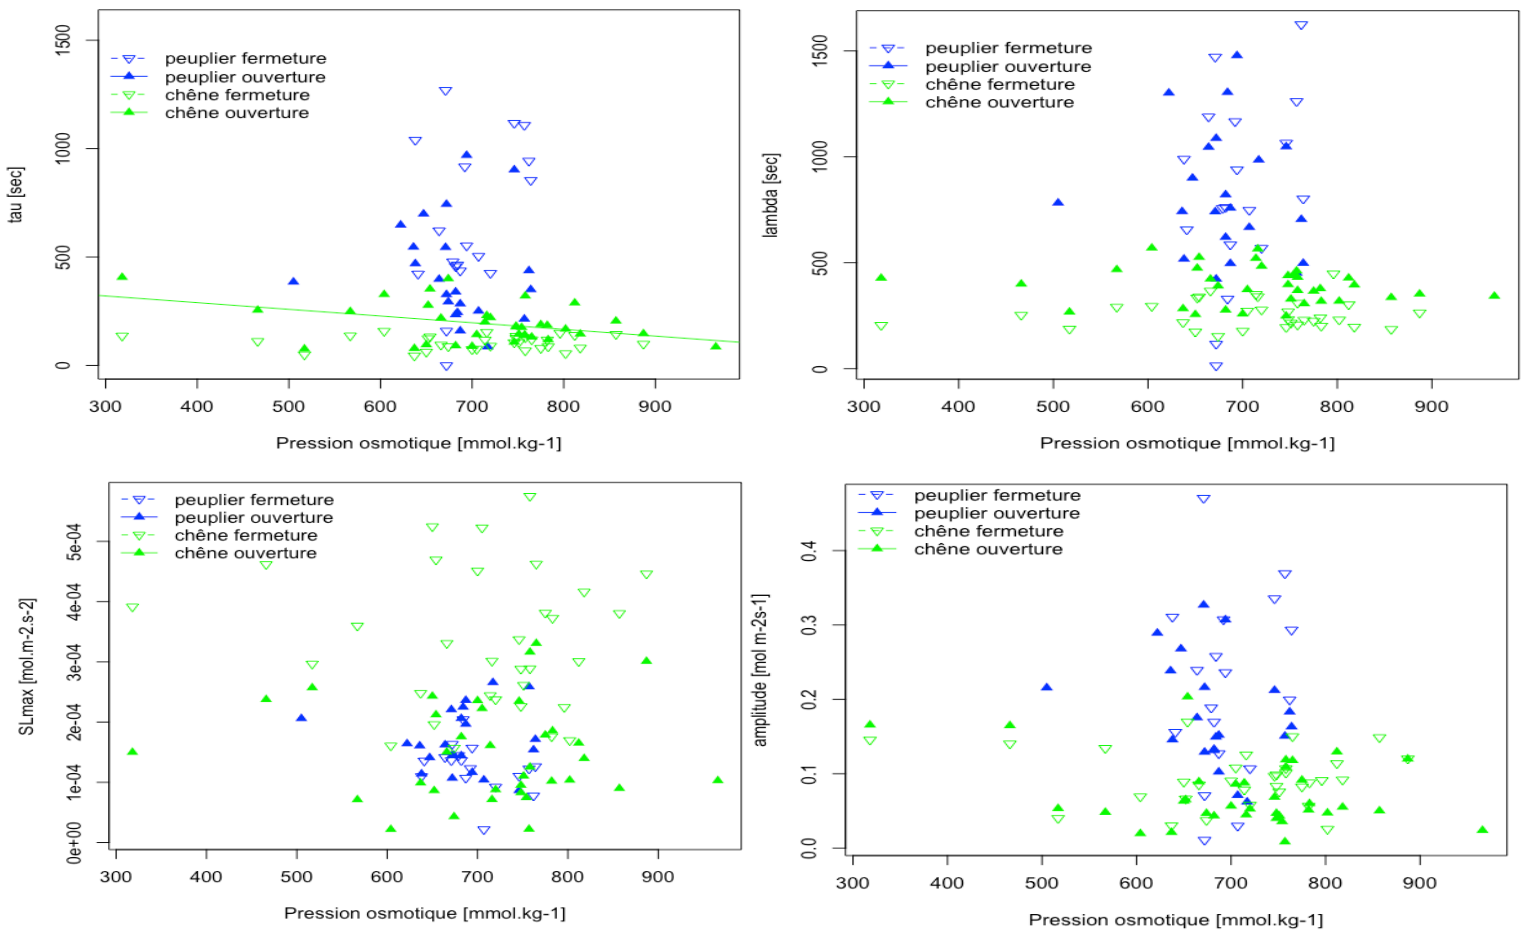 peuplier fermeture
peuplier ouverture
chêne fermeture
chêne ouverture
tau [sec]
0
500
1000
1500
300 400 500 600 700 800 900
Pression osmotique [mmol.kg-1]
peuplier fermeture
peuplier ouverture
chêne fermeture
chêne ouverture
lambda [sec]
0
500
1000
1500
300 400 500 600 700 800 900
Pression osmotique [mmol.kg-1]
peuplier fermeture
peuplier ouverture
chêne fermeture
chêne ouverture
SLmax [mol.m-2.s-2]
0e+00
1e-04
2e-04
3e-04
4e-04
5e-04
300 400 500 600 700 800 900
Pression osmotique [mmol.kg-1]
peuplier fermeture
peuplier ouverture
chêne fermeture
chêne ouverture
amplitude [mol m-2s-1]
0.0
0.1
0.2
0.3
0.4
300 400 500 600 700 800 900
Pression osmotique [mmol.kg-1]